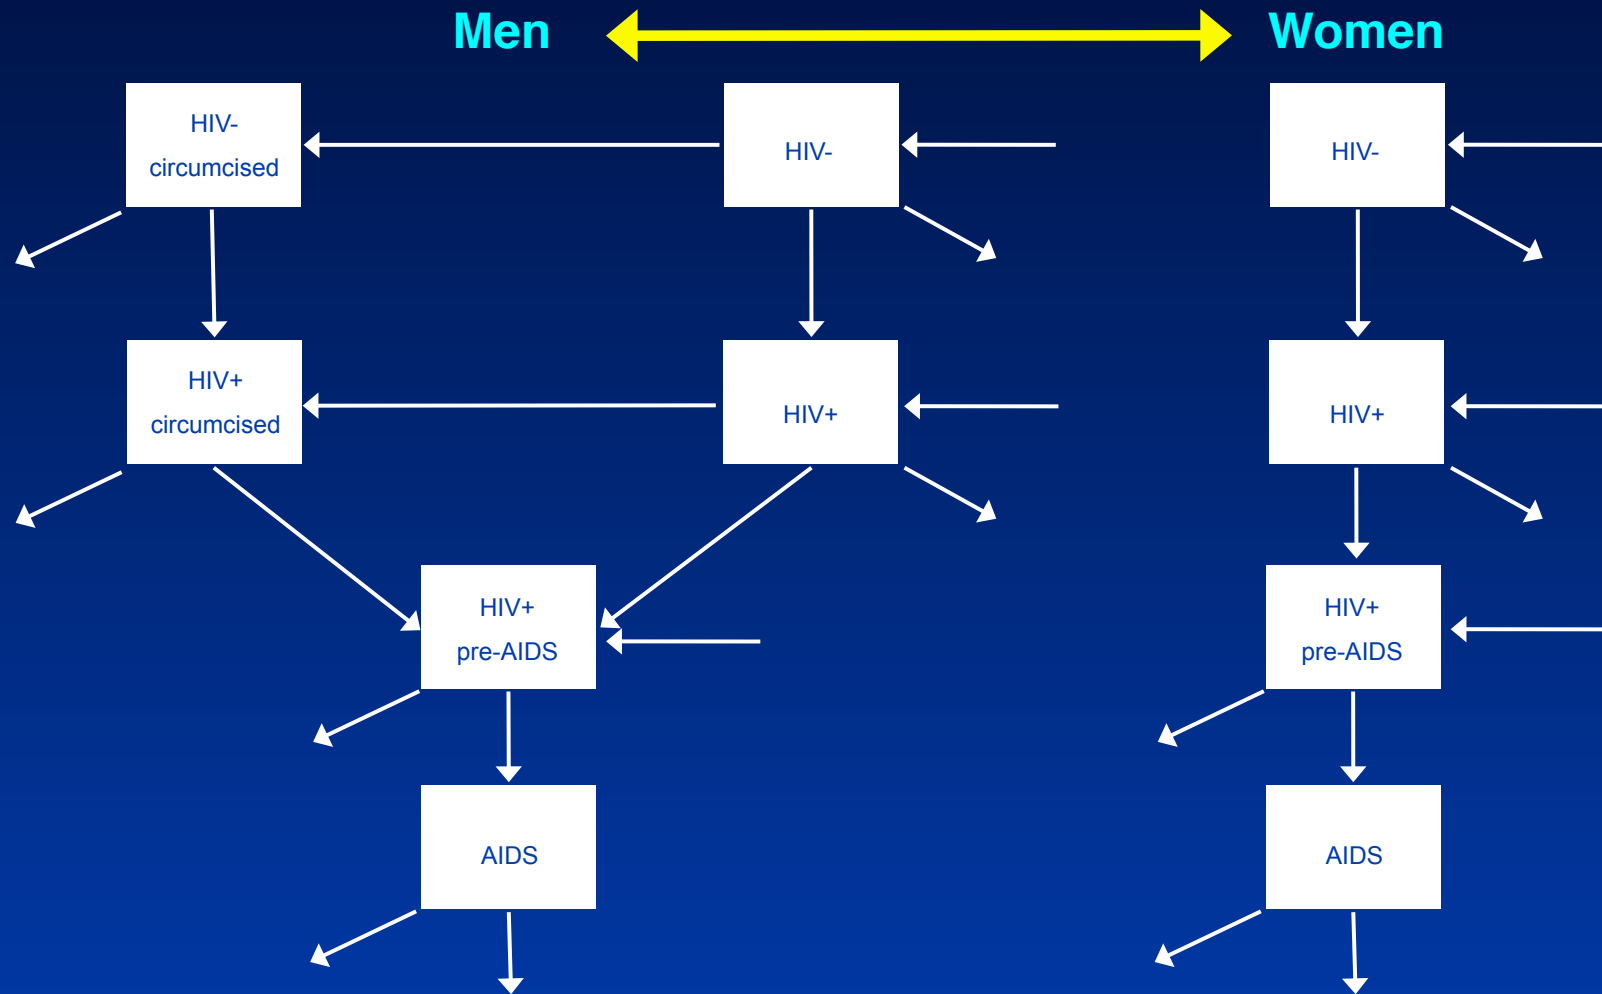 Men
Women
HIV-
circumcised
HIV-
HIV-
HIV+
circumcised
HIV+
HIV+
HIV+
pre-AIDS
HIV+
pre-AIDS
AIDS
AIDS